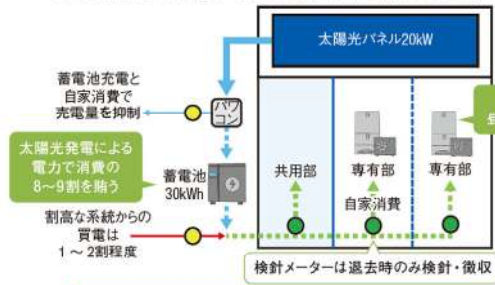 太陽光パネル20kW
蓄電池充電と
自家消費で
売電量を抑制
パワ
コン
太陽光発電による
電力で消費の
8〜9割を賄う
蓄電池
30kWh
割高な系統からの
買電は
1〜2割程度
共用部
専有部
専有部
自家消費
検針メーターは退去時のみ検針・徴収